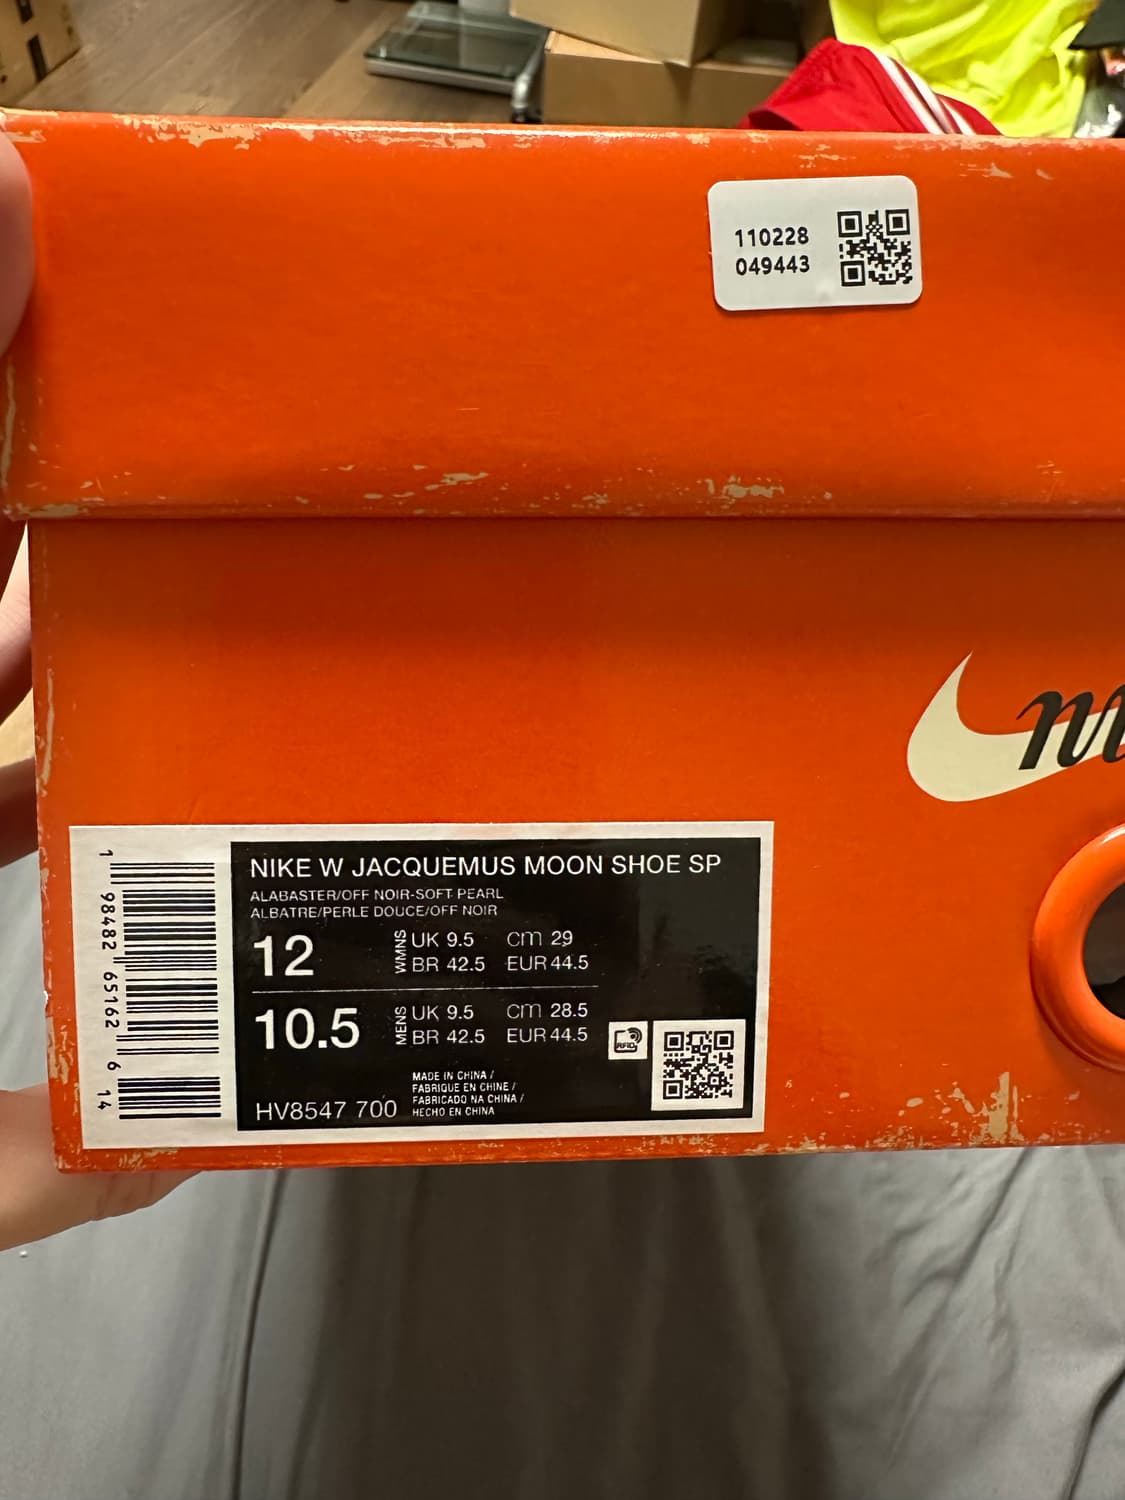 110228
049443
NIKE W JACQUEMUS MOON SHOE SP
ALABASTER/OFF NOIR-SOFT PEARL
ALBATRE/PERLE DOUCE/OFF NOIR
12
WMNS
UK 9.5 cm 29
BR 42.5 EUR 44.5
10.5
MENS
UK 9.5 cm 28.5
BR 42.5 EUR 44.5
RFID
HV8547 700
MADE IN CHINA /
FABRIQUE EN CHINE /
FABRICADO NA CHINA /
HECHO EN CHINA
1 98482 65162 6 14